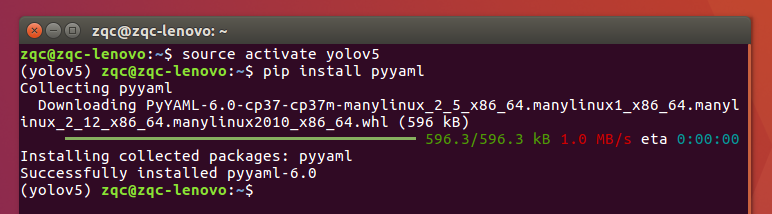 zqc@zqc-lenovo: ~
zqc@zqc-lenovo:~$ source activate yolov5
(yolov5) zqc@zqc-lenovo:~$ pip install pyyaml
Collecting pyyaml
  Downloading PyYAML-6.0-cp37-cp37m-manylinux_2_5_x86_64.manylinux1_x86_64.manyl
inux_2_12_x86_64.manylinux2010_x86_64.whl (596 kB)
596.3/596.3 kB 1.0 MB/s eta 0:00:00
Installing collected packages: pyyaml
Successfully installed pyyaml-6.0
(yolov5) zqc@zqc-lenovo:~$